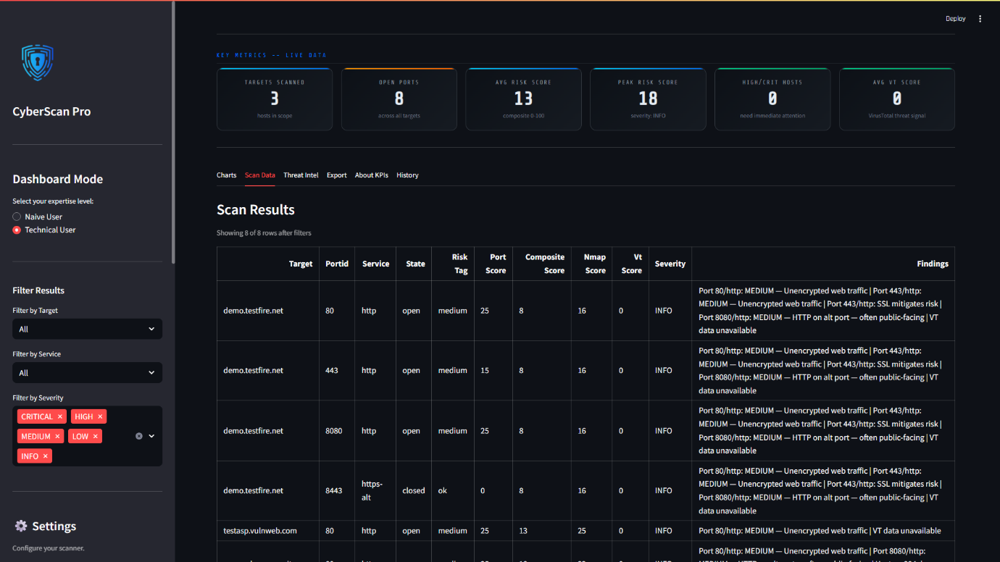 Deploy
CyberScan Pro
Dashboard Mode
Select your expertise level:
Naive User
Technical User
Filter Results
Filter by Target
All
Filter by Service
All
Filter by Severity
CRITICAL × HIGH ×
MEDIUM × LOW ×
INFO ×
Settings
Configure your scanner.
KEY METRICS -- LIVE DATA
TARGETS SCANNED
3
hosts in scope
OPEN PORTS
8
across all targets
AVG RISK SCORE
13
composite 0-100
PEAK RISK SCORE
18
severity: INFO
HIGH/CRIT HOSTS
0
need immediate attention
AVG VT SCORE
0
VirusTotal threat signal
Charts Scan Data Threat Intel Export About KPIs History
Scan Results
Showing 8 of 8 rows after filters
Target Portid Service State Risk Tag Port Score Composite Score Nmap Score Vt Score Severity Findings
demo.testfire.net 80 http open medium 25 8 16 0 INFO
Port 80/http: MEDIUM — Unencrypted web traffic | Port 443/http:
MEDIUM — Unencrypted web traffic | Port 443/http: SSL mitigates risk |
Port 8080/http: MEDIUM — HTTP on alt port — often public-facing | VT
data unavailable
demo.testfire.net 443 http open medium 15 8 16 0 INFO
Port 80/http: MEDIUM — Unencrypted web traffic | Port 443/http:
MEDIUM — Unencrypted web traffic | Port 443/http: SSL mitigates risk |
Port 8080/http: MEDIUM — HTTP on alt port — often public-facing | VT
data unavailable
demo.testfire.net 8080 http open medium 25 8 16 0 INFO
Port 80/http: MEDIUM — Unencrypted web traffic | Port 443/http:
MEDIUM — Unencrypted web traffic | Port 443/http: SSL mitigates risk |
Port 8080/http: MEDIUM — HTTP on alt port — often public-facing | VT
data unavailable
demo.testfire.net 8443 https-alt closed ok 0 8 16 0 INFO
Port 80/http: MEDIUM — Unencrypted web traffic | Port 443/http:
MEDIUM — Unencrypted web traffic | Port 443/http: SSL mitigates risk |
Port 8080/http: MEDIUM — HTTP on alt port — often public-facing | VT
data unavailable
testasp.vulnweb.com 80 http open medium 25 13 25 0 INFO Port 80/http: MEDIUM — Unencrypted web traffic | VT data unavailable
Port 80/http: MEDIUM — Unencrypted web traffic | Port 8080/http: